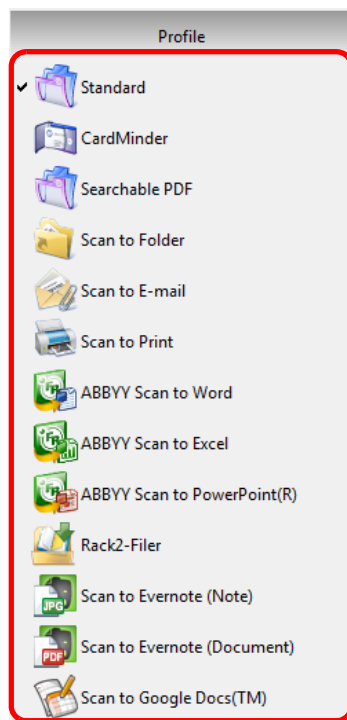 Profile
Standard
CardMinder
Searchable PDF
Scan to Folder
Scan to E-mail
Scan to Print
ABBYY Scan to Word
ABBYY Scan to Excel
ABBYY Scan to PowerPoint(R)
Rack2-Filer
JPG Scan to Evernote (Note)
PDF Scan to Evernote (Document)
Scan to Google Docs(TM)